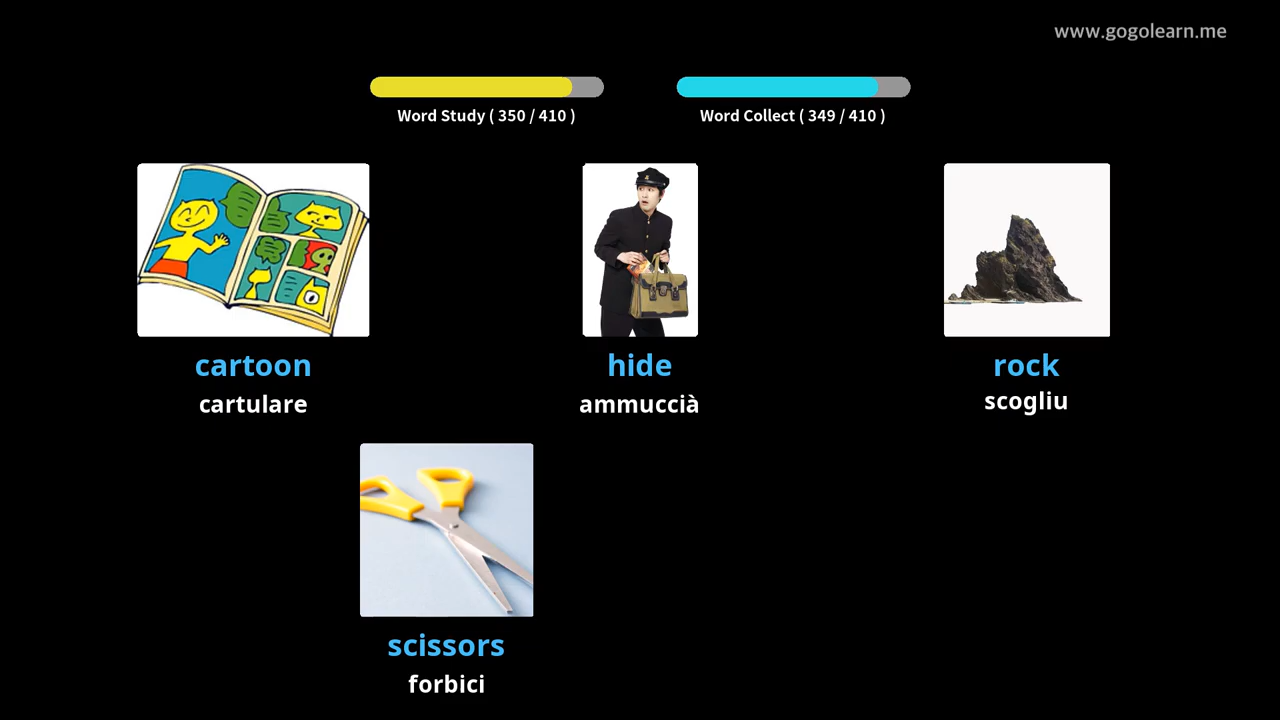 www.gogolearn.me
Word Study ( 350 / 410 )
Word Collect ( 349 / 410 )
cartoon
cartulare
hide
ammuccià
rock
scogliu
scissors
forbici